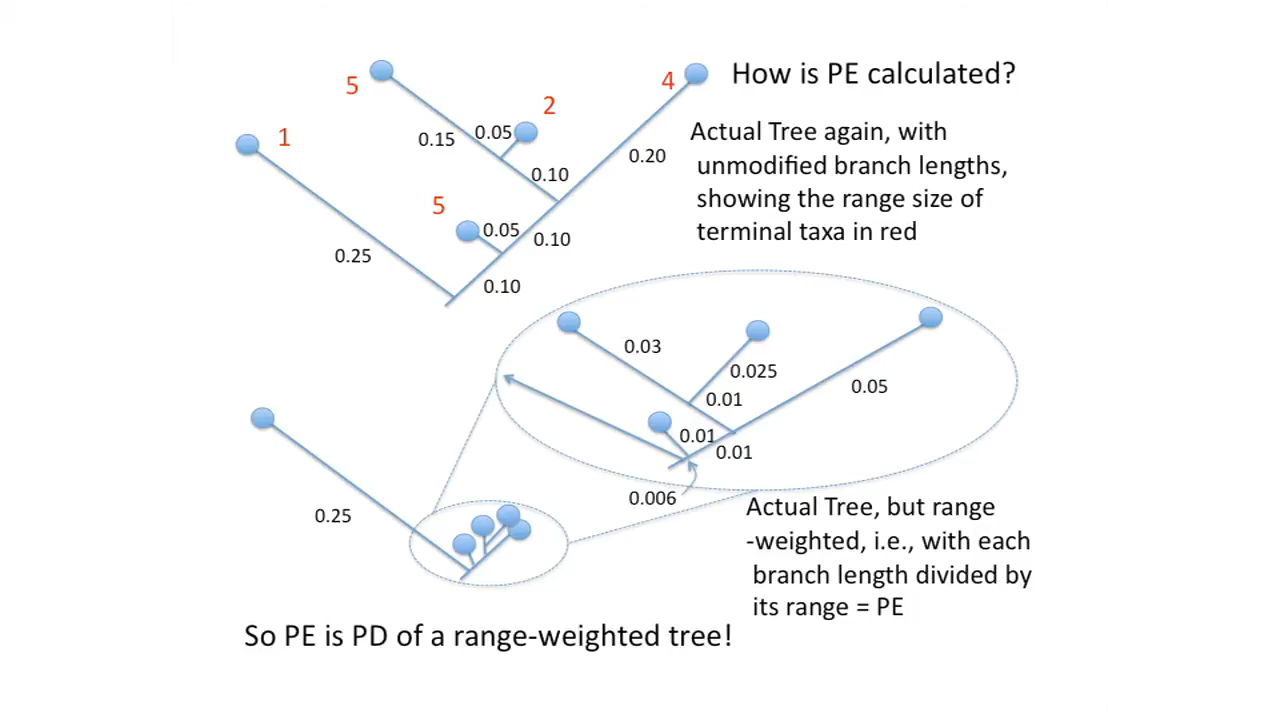 How is PE calculated?
5
4
2
1
Actual Tree again, with
unmodified branch lengths,
showing the range size of
terminal taxa in red
0.15
0.05
0.20
0.10
5
0.05
0.10
0.25
0.10
0.03
0.025
0.05
0.01
0.01
0.01
0.006
Actual Tree, but range
-weighted, i.e., with each
branch length divided by
its range = PE
0.25
So PE is PD of a range-weighted tree!